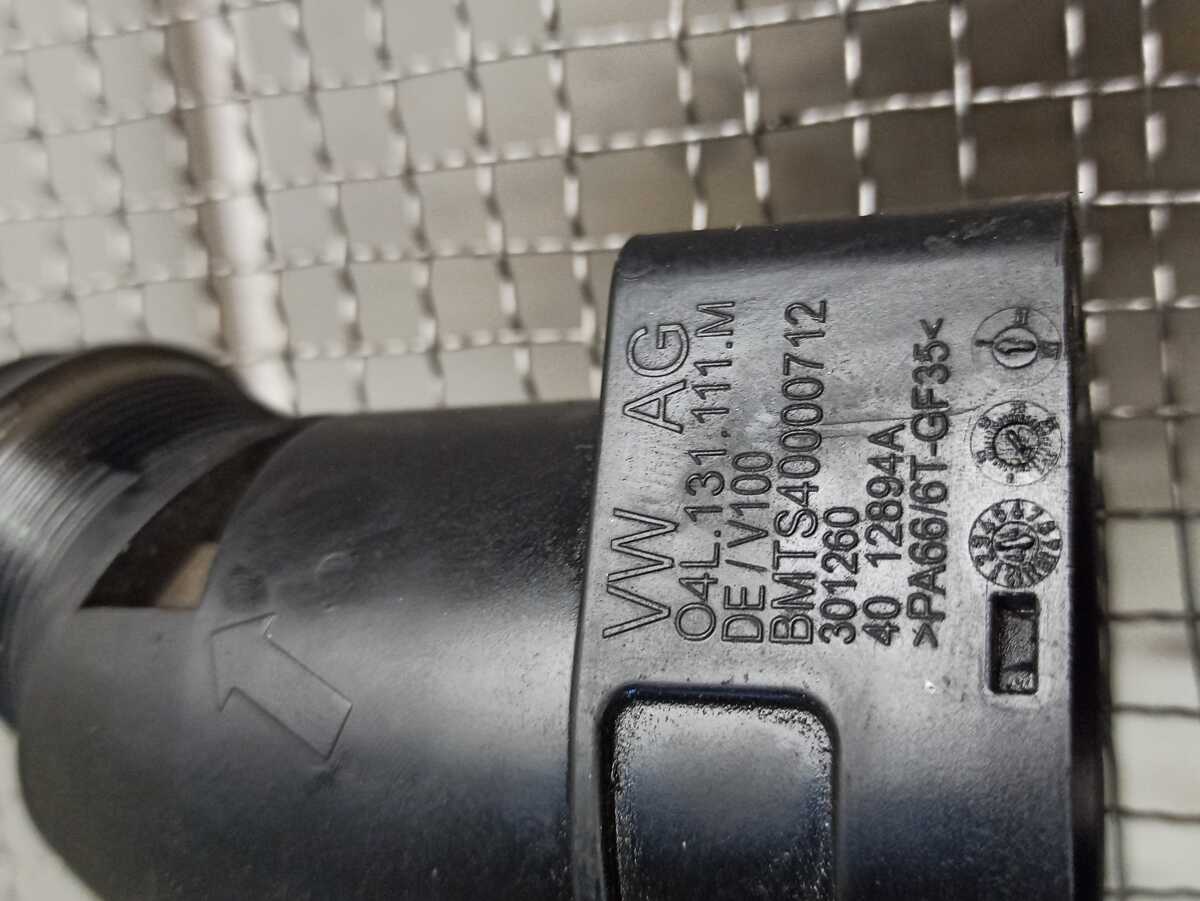 VW AG
04L.131.111.M
DE / V100
BMTS40000712
301260
40 12894A
>PA66/6T-GF35<